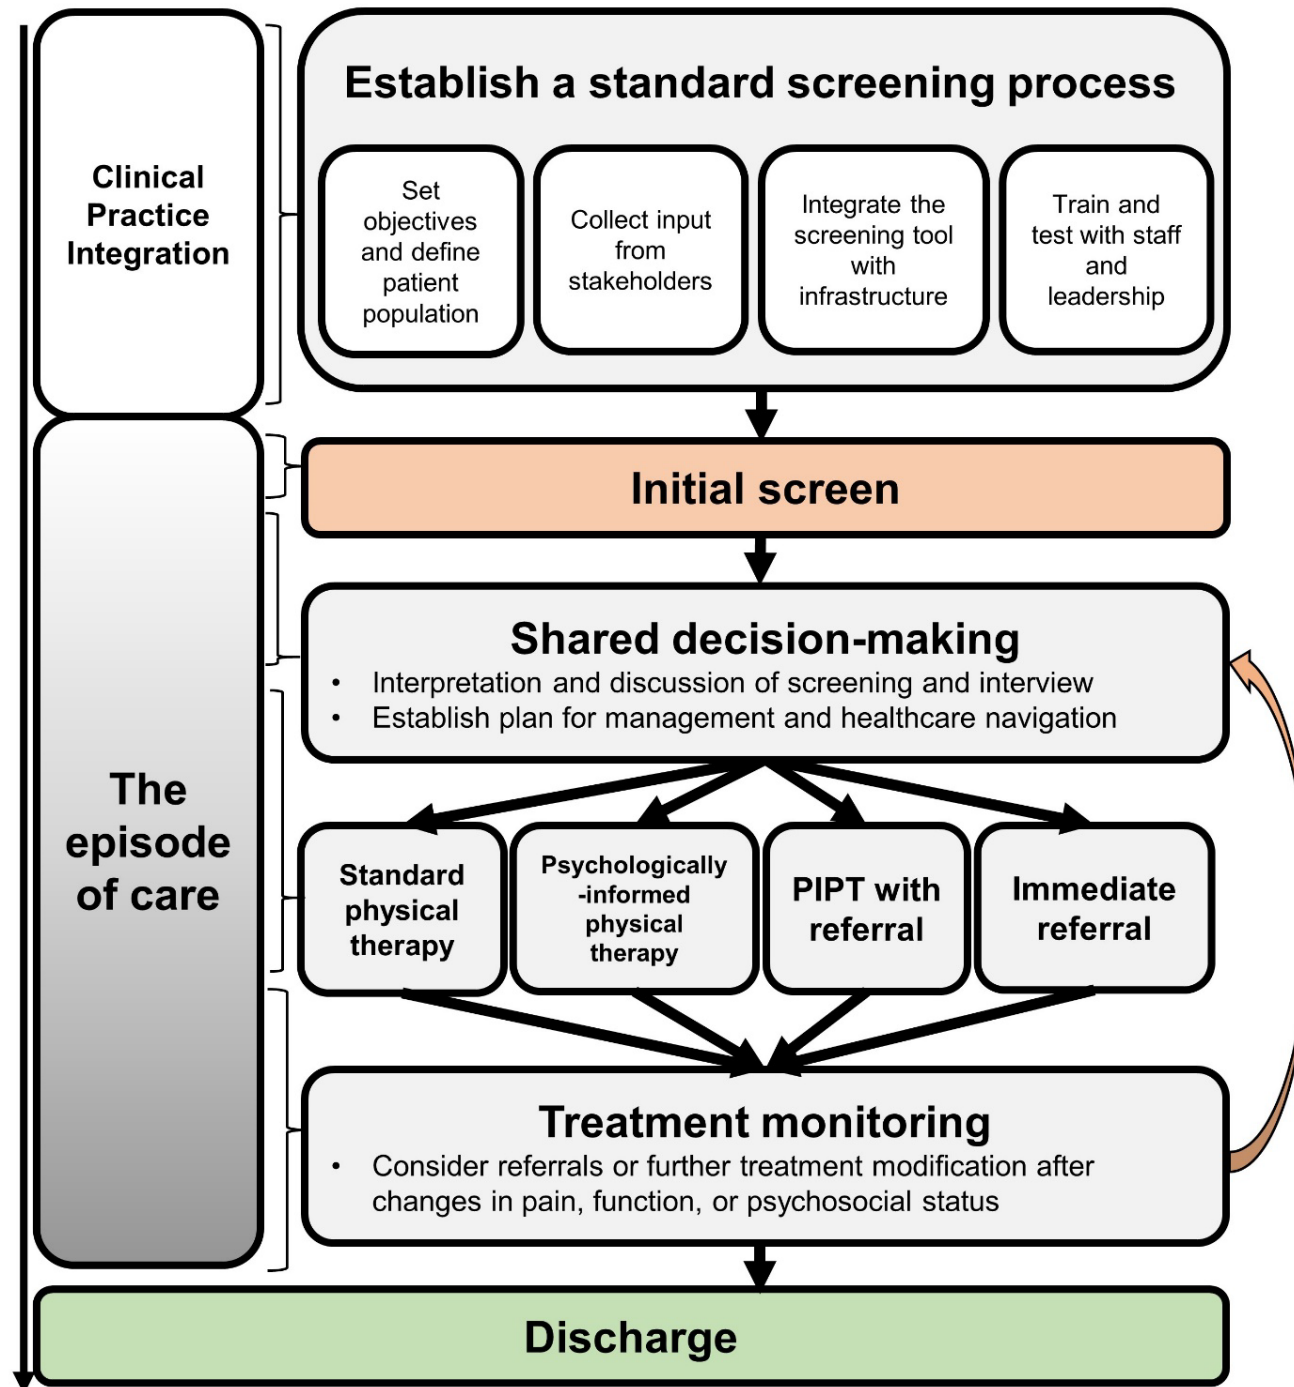 Clinical
Practice
Integration
Establish a standard screening process
Set
objectives
and define
patient
population
Collect input
from
stakeholders
Integrate the
screening tool
with
infrastructure
Train and
test with staff
and
leadership
The
episode
of care
Initial screen
Shared decision-making
• Interpretation and discussion of screening and interview
• Establish plan for management and healthcare navigation
Standard
physical
therapy
Psychologically
-informed
physical
therapy
PIPT with
referral
Immediate
referral
Treatment monitoring
• Consider referrals or further treatment modification after
changes in pain, function, or psychosocial status
Discharge